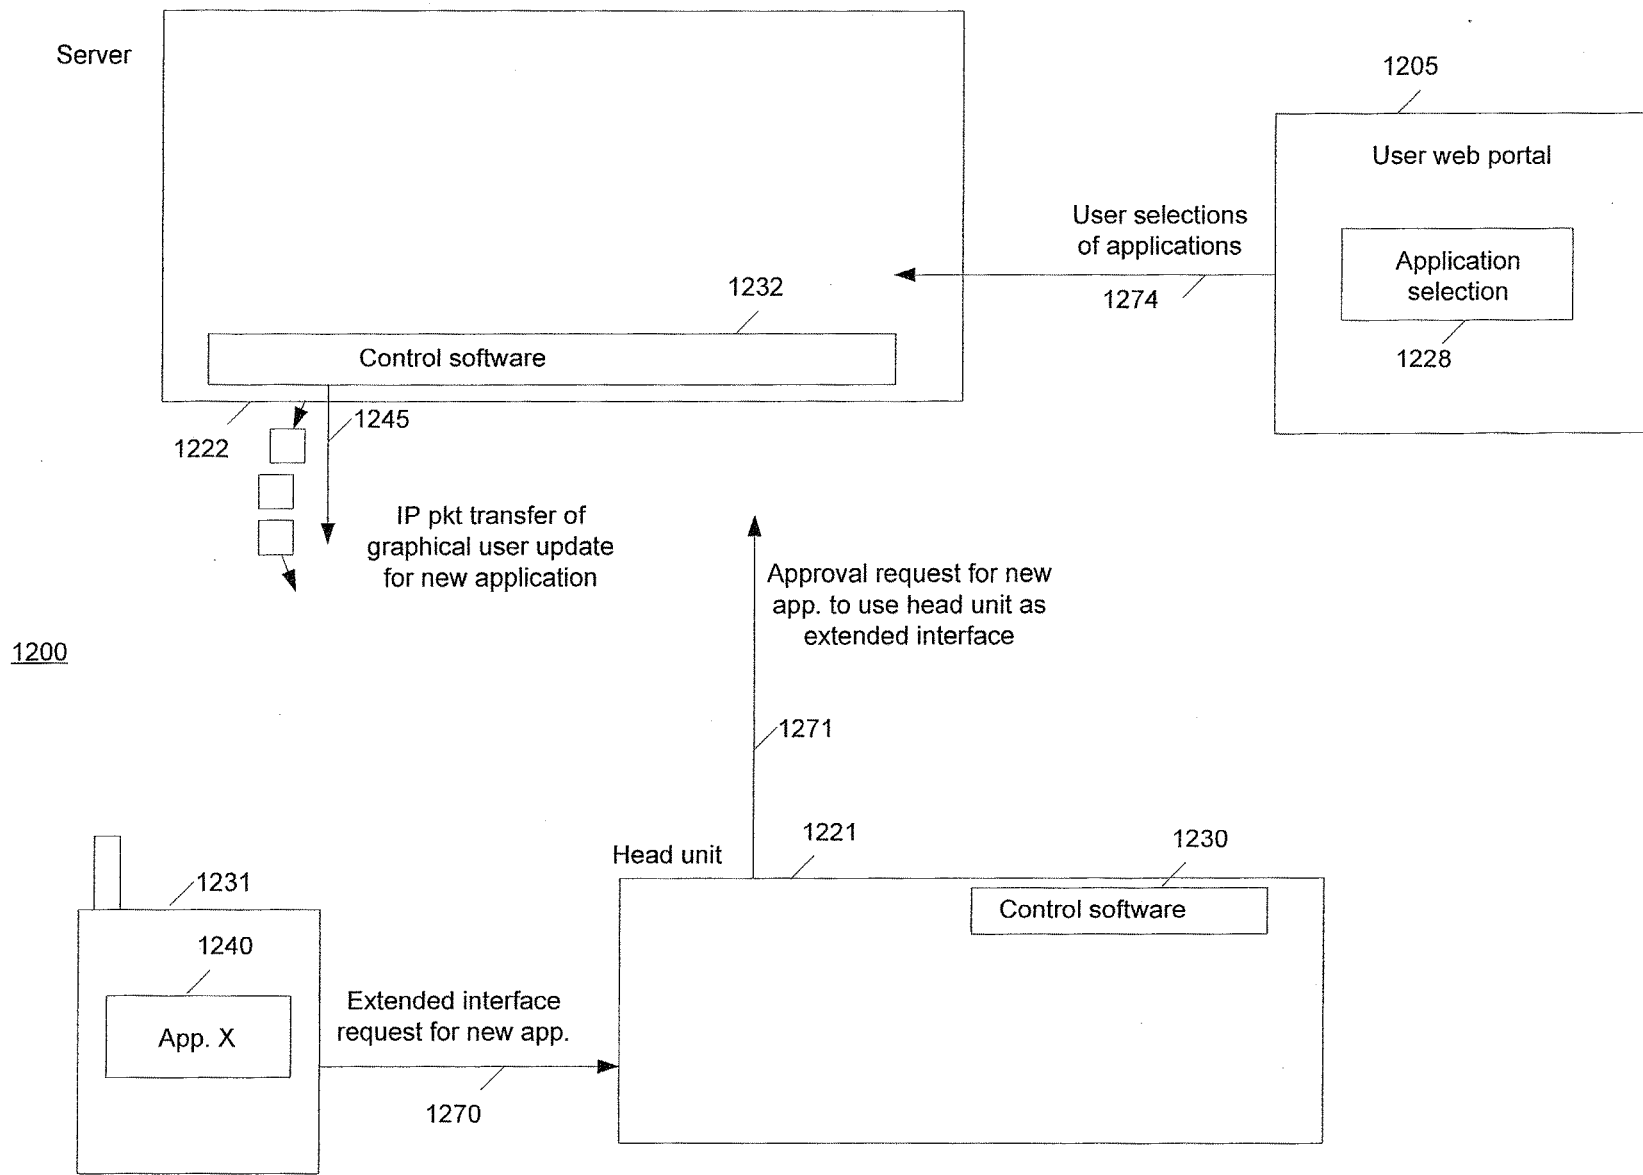 Server
1205
User web portal
User selections
of applications
Application
selection
1232
1274
Control software
1228
1245
1222
IP pkt transfer of
graphical user update
for new application
Approval request for new
app. to use head unit as
extended interface
1200
1271
1221
1230
Head unit
1231
Control software
1240
Extended interface
request for new app.
App. X
1270